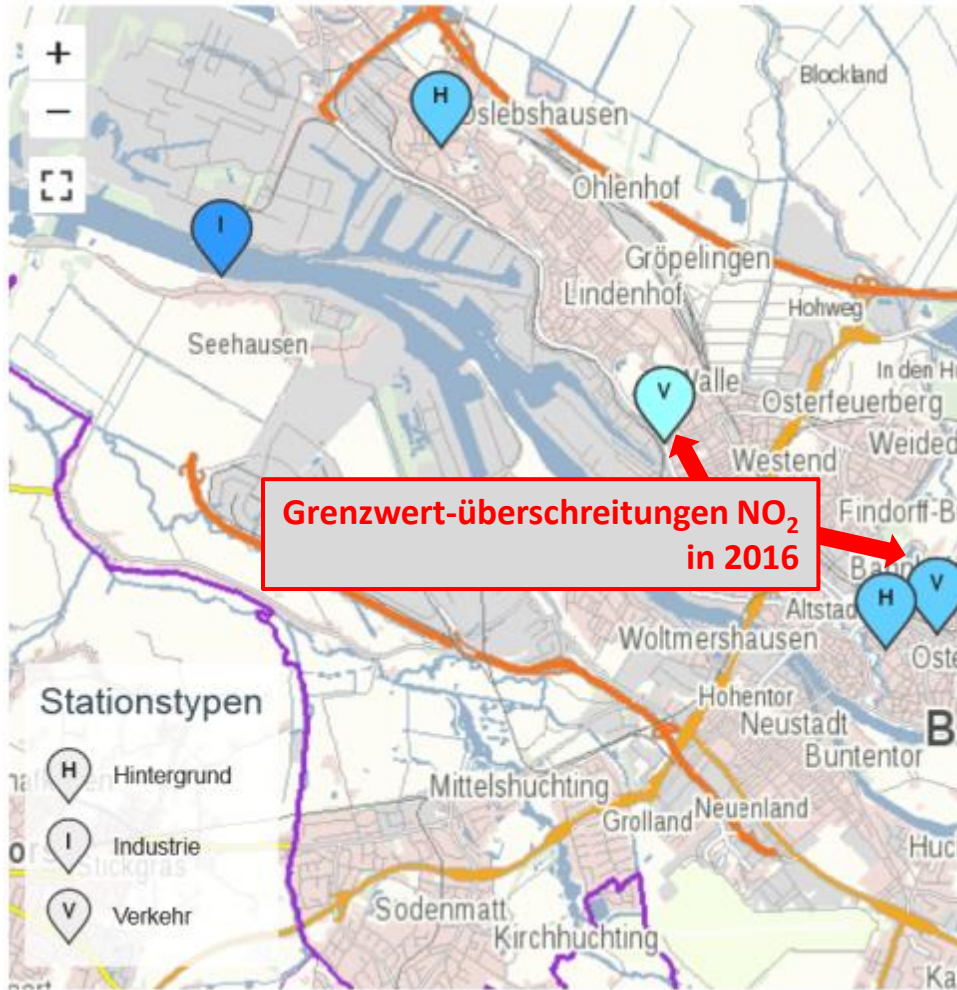 +
Blockland
−
H
Oslebshausen
Ohlenhof
I
Gröpelingen
Lindenhof
Hohweg
Seehausen
In den
V
Walle
Osterfeuerberg
Weided
Westend
Grenzwert-überschreitungen NO₂
in 2016
Findorff-B
H
V
Altstad
Woltmershausen
Oste
Stationstypen
Hohentor
B
Neustadt
H Hintergrund
Buntentor
Mittelshuchting
Neuenland
Grolland
I Industrie
Huc
Stickgras
V Verkehr
Sodenmatt
Kirchhuchting
Ka